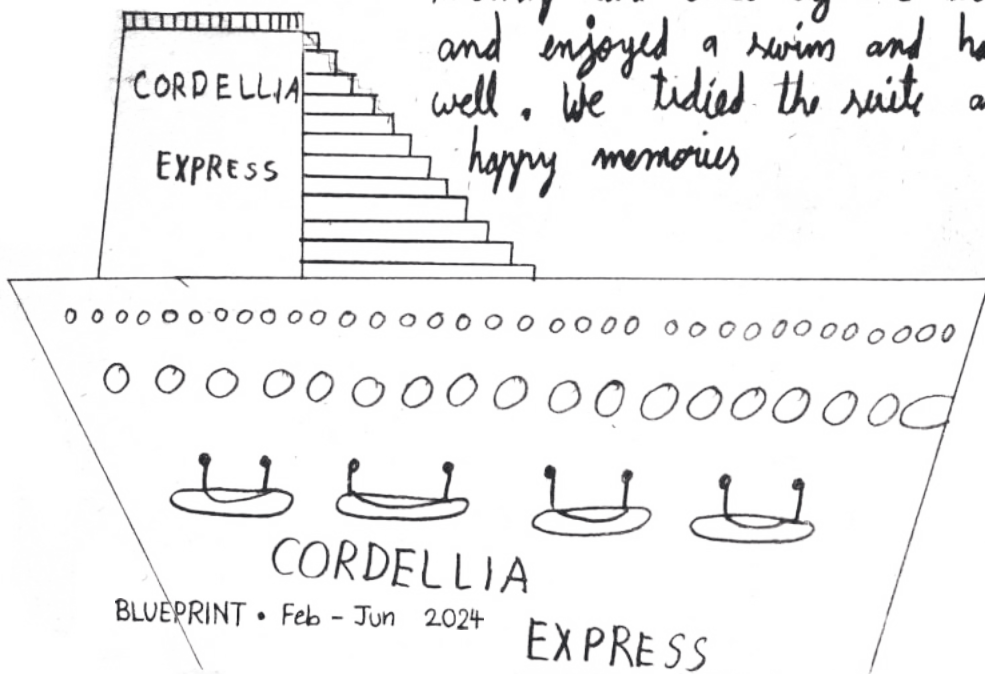 and enjoyed a swim and
well. We tidied the suite
happy memories
CORDELLIA
EXPRESS
CORDELLIA
BLUEPRINT • Feb - Jun 2024
EXPRESS